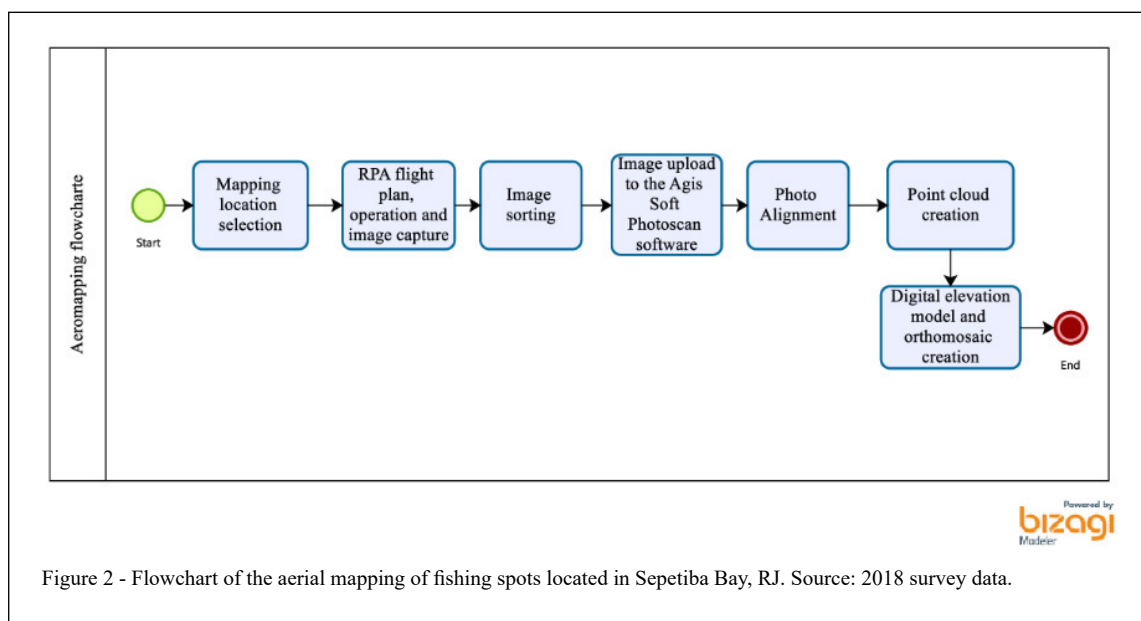 Aeromapping flowcharte
Start
Mapping
location
selection
RPA flight
plan,
operation and
image capture
Image
sorting
Image upload to the Agis
Soft
Photoscan
software
Photo
Alignment
Point cloud
creation
Digital elevation
model and
orthomosaic
creation
End
Powered by
bizagi
Modeler
Figure 2 - Flowchart of the aerial mapping of fishing spots located in Sepetiba Bay, RJ. Source: 2018 survey data.